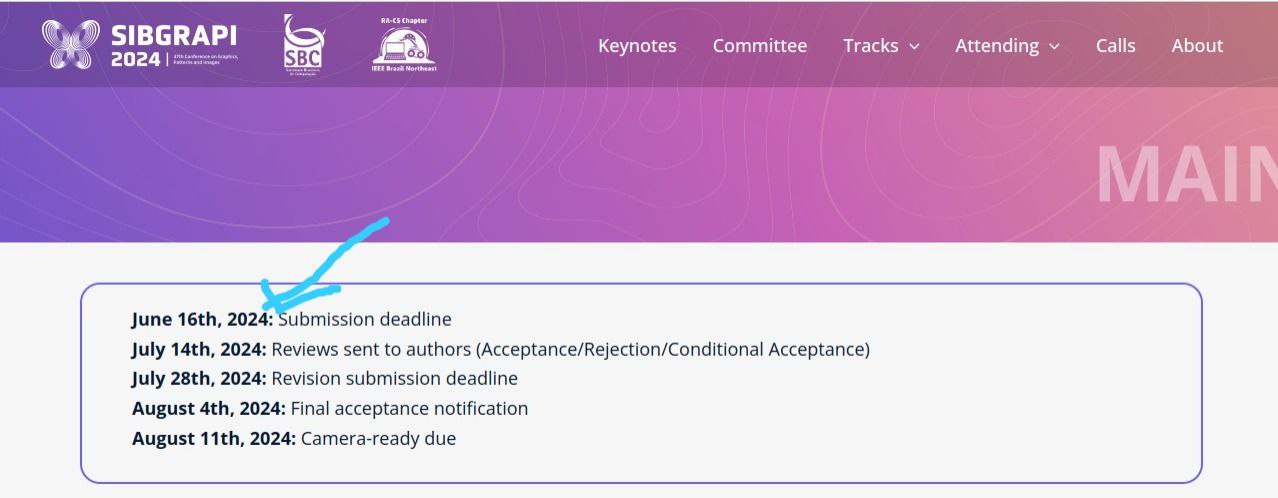 SIBGRAPI
2024 | 37th Conference on Graphics,
Patterns and Images
SBC
Sociedade Brasileira
de Computação
RA-CS Chapter
IEEE Brazil Northeast
Keynotes Committee Tracks Attending Calls About
MAIN
June 16th, 2024: Submission deadline
July 14th, 2024: Reviews sent to authors (Acceptance/Rejection/Conditional Acceptance)
July 28th, 2024: Revision submission deadline
August 4th, 2024: Final acceptance notification
August 11th, 2024: Camera-ready due